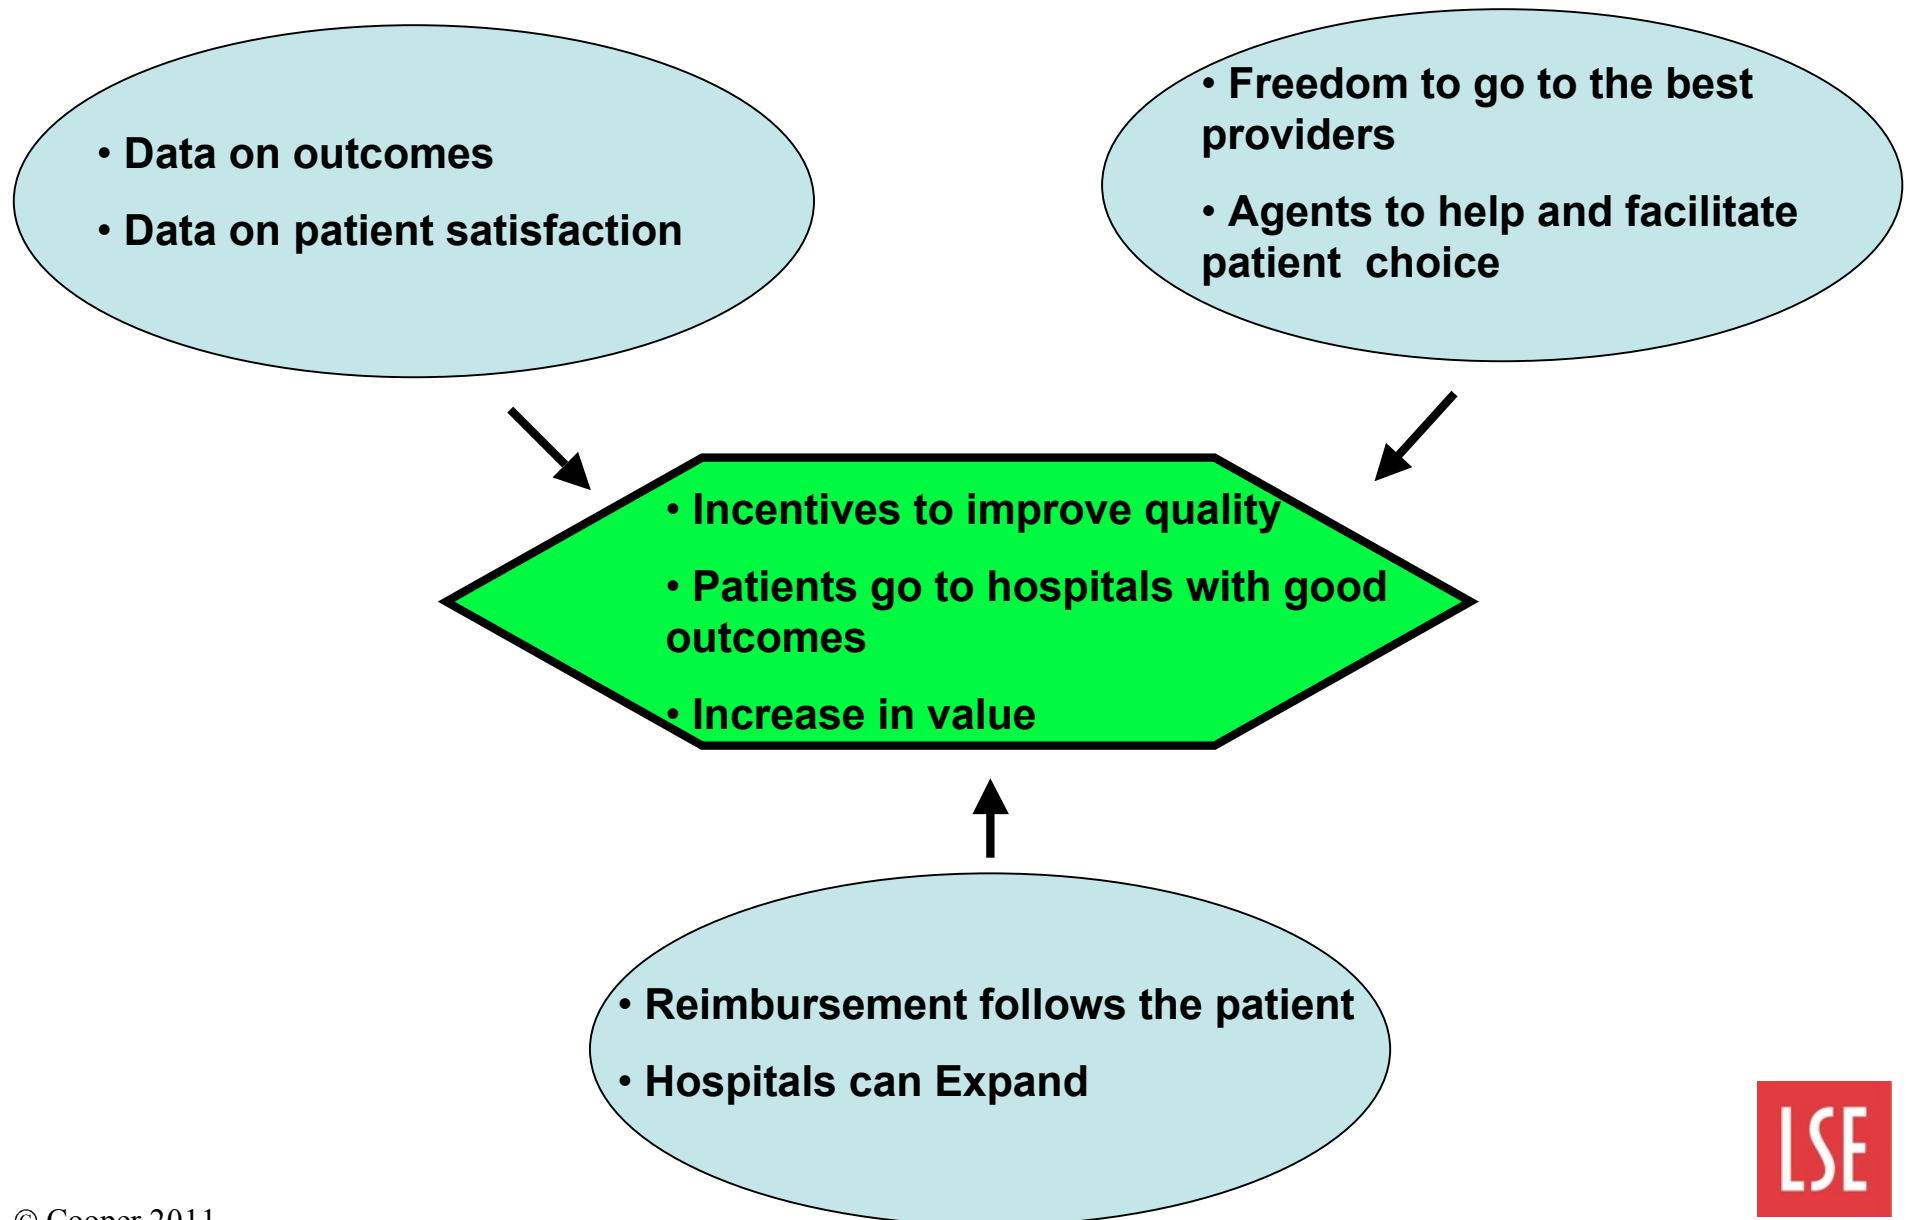 • Data on outcomes
• Data on patient satisfaction
• Freedom to go to the best
providers
• Agents to help and facilitate
patient  choice
• Incentives to improve quality
• Patients go to hospitals with good
outcomes
• Increase in value
• Reimbursement follows the patient
• Hospitals can Expand
LSE
© Cooper 2011